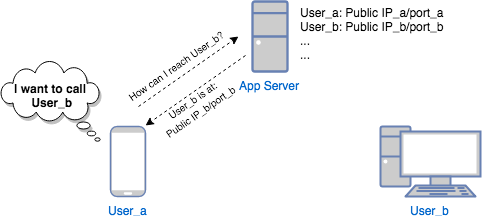 User_a: Public IP_a/port_a
User_b: Public IP_b/port_b
...
...
How can I reach User_b?
I want to call
User_b
App Server
User_b is at:
Public IP_b/port_b
User_a
User_b